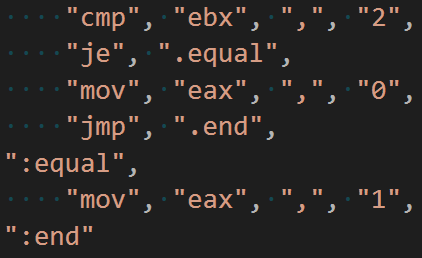 "cmp", "ebx", ",", "2",
    "je", ".equal",
    "mov", "eax", ",", "0",
    "jmp", ".end",
":equal",
    "mov", "eax", ",", "1",
":end"